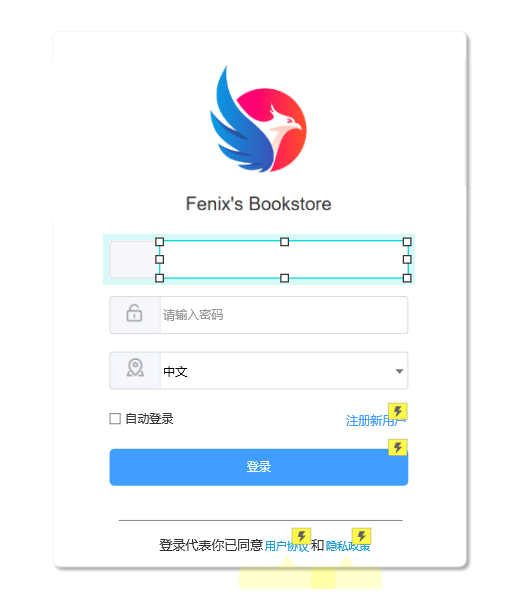 Fenix's Bookstore
请输入密码
中文
自动登录 注册新用户
登录
登录代表你已同意用户协议和隐私政策